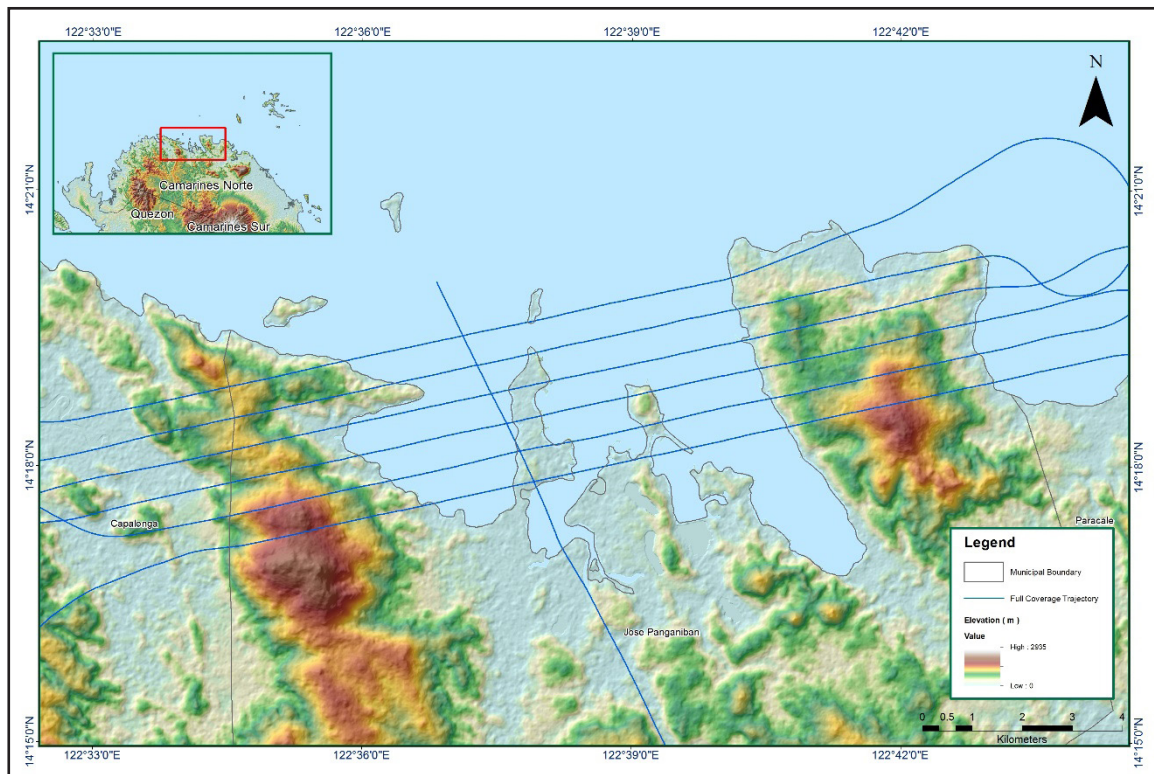 122°33'0"E
122°36'0"E
122°39'0"E
122°42'0"E
N
Camarines Norte
Quezon
Camarines Sur
14°21'0"N
14°21'0"N
14°18'0"N
14°18'0"N
Capalonga
Paracale
Jose Panganiban
Legend
Municipal Boundary
Full Coverage Trajectory
Elevation ( m )
Value
High : 2935
Low : 0
0 0.5 1 2 3 4
Kilometers
14°15'0"N
14°15'0"N
122°33'0"E
122°36'0"E
122°39'0"E
122°42'0"E